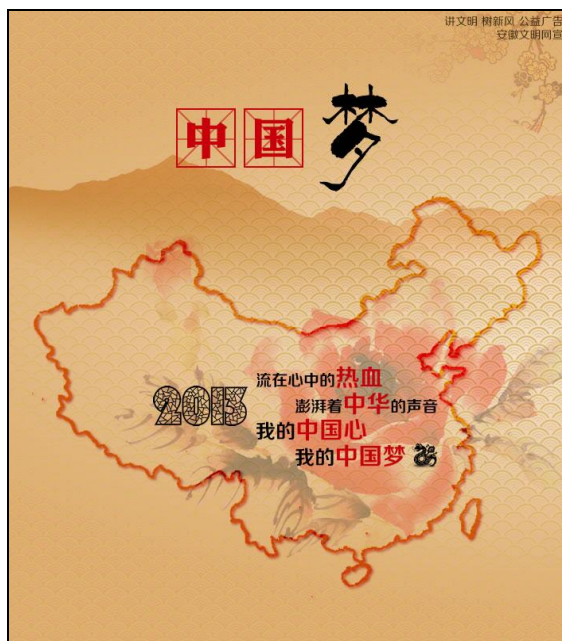 讲文明 树新风 公益广告
安徽文明网宣
中国梦
2013
流在心中的热血
澎湃着中华的声音
我的中国心
我的中国梦